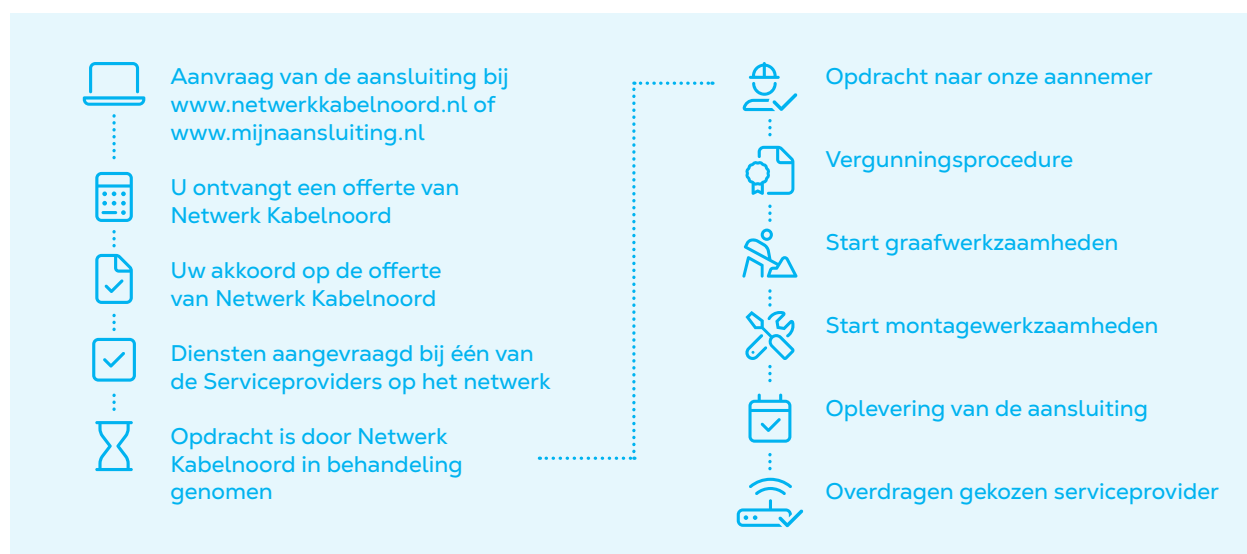 Aanvraag van de aansluiting bij
www.netwerkkabelnoord.nl of
www.mijnaansluiting.nl
U ontvangt een offerte van
Netwerk Kabelnoord
Uw akkoord op de offerte
van Netwerk Kabelnoord
Diensten aangevraagd bij één van
de Serviceproviders op het netwerk
Opdracht is door Netwerk
Kabelnoord in behandeling
genomen
Opdracht naar onze aannemer
Vergunningsprocedure
Start graafwerkzaamheden
Start montagewerkzaamheden
Oplevering van de aansluiting
Overdragen gekozen serviceprovider